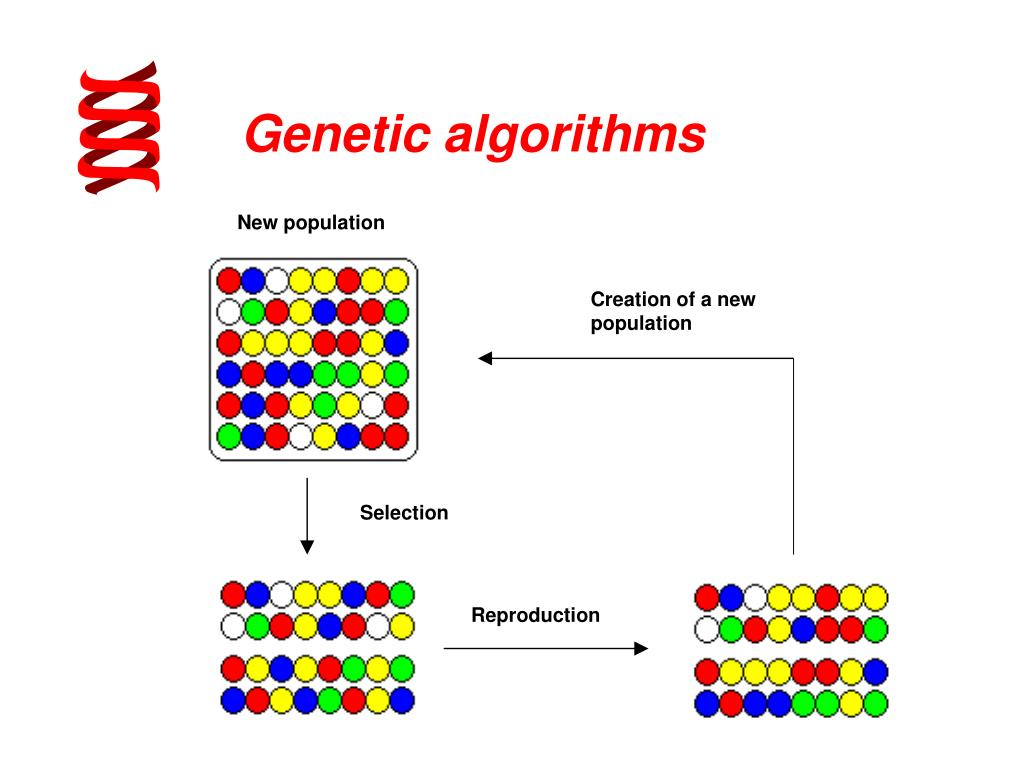 Genetic algorithms
New population
Creation of a new
population
Selection
Reproduction